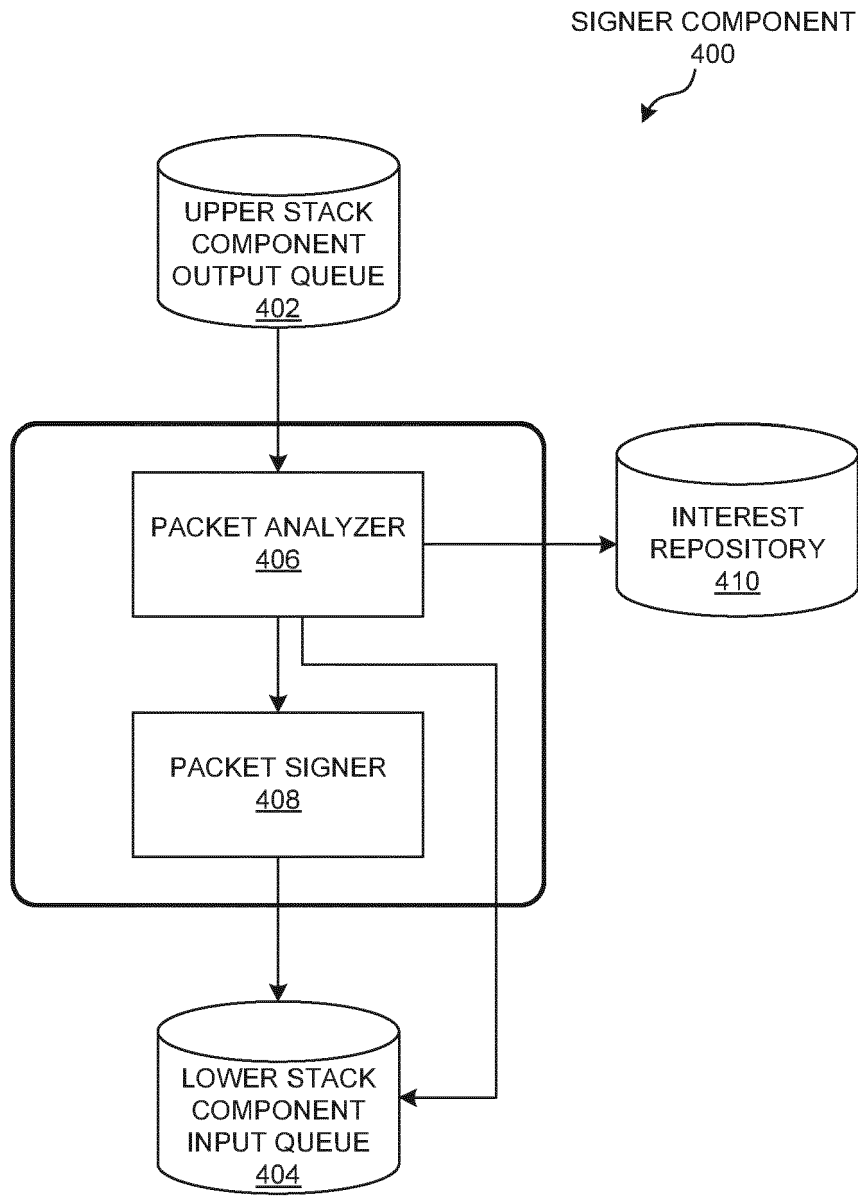 SIGNER COMPONENT
400
UPPER STACK
COMPONENT
OUTPUT QUEUE
402
PACKET ANALYZER
406
INTEREST
REPOSITORY
410
PACKET SIGNER
408
LOWER STACK
COMPONENT
INPUT QUEUE
404